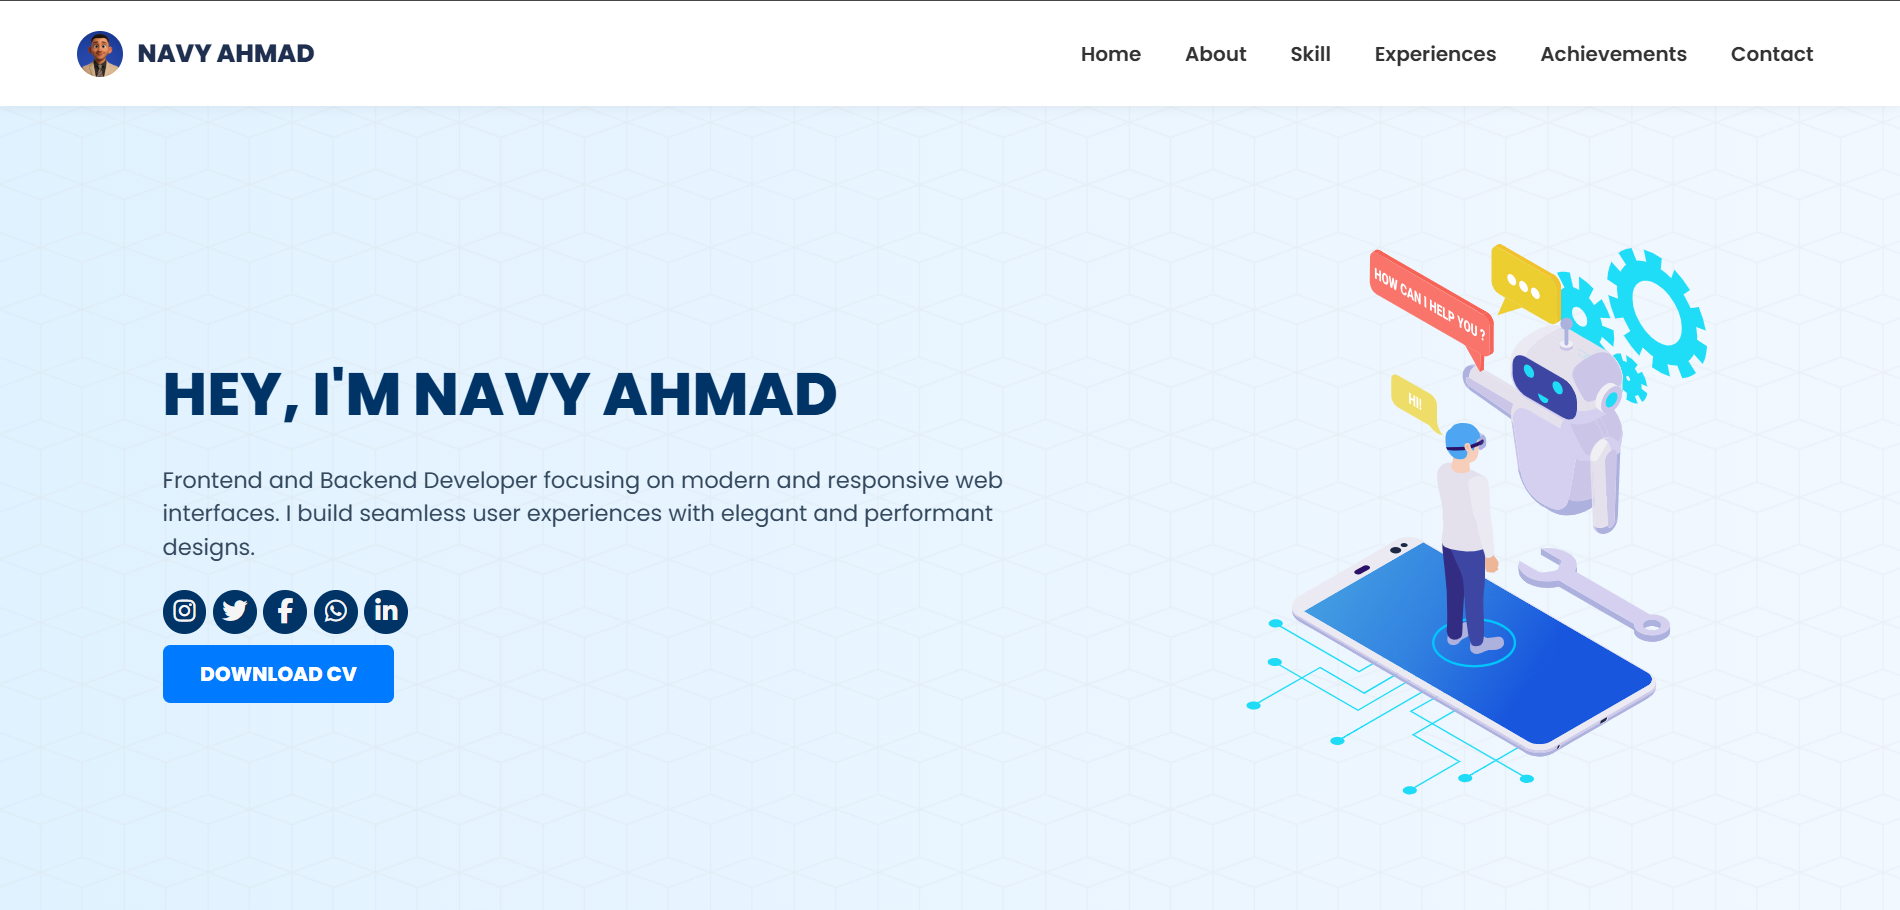 NAVY AHMAD
Home About Skill Experiences Achievements Contact
HOW CAN I HELP YOU ?
HI!
HEY, I'M NAVY AHMAD
Frontend and Backend Developer focusing on modern and responsive web
interfaces. I build seamless user experiences with elegant and performant
designs.
DOWNLOAD CV